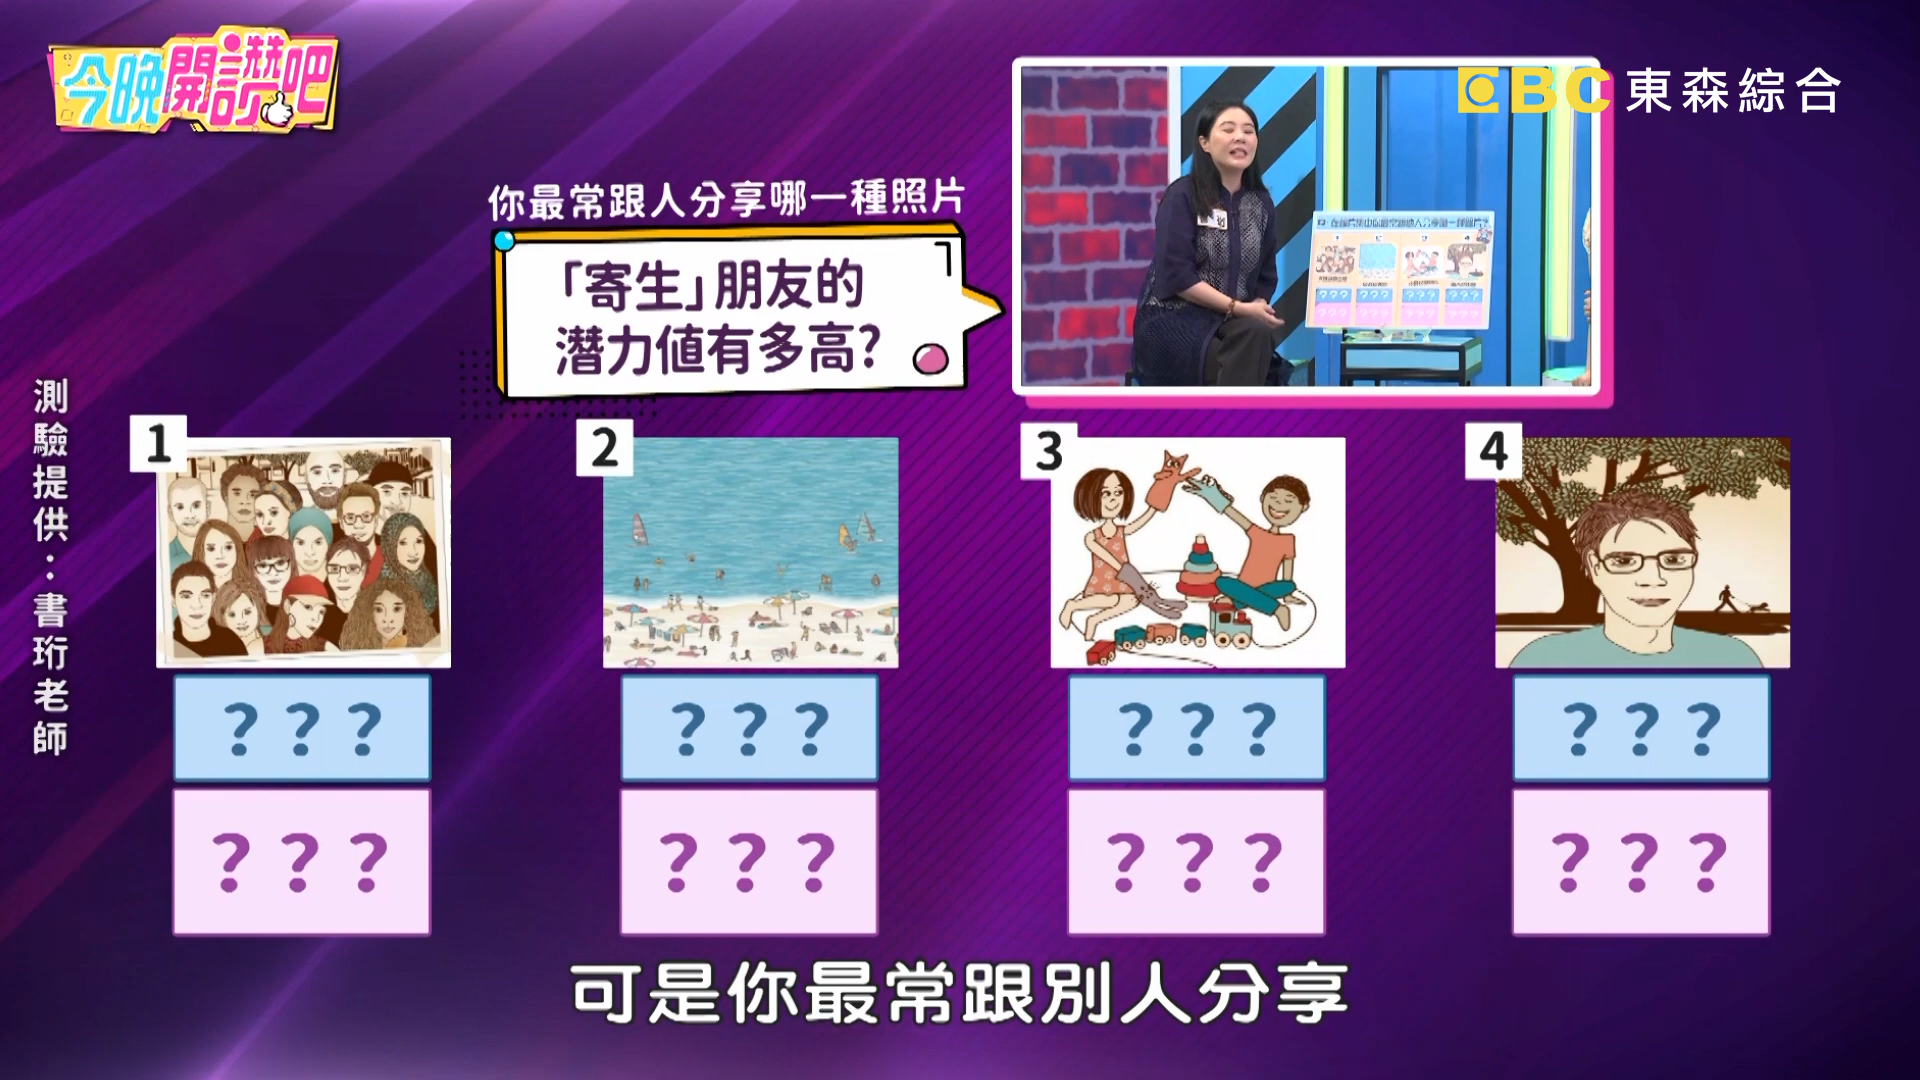 今晚開讚吧
EBC 東森綜合
你最常跟人分享哪一種照片
「寄生」朋友的
潛力值有多高?
測驗提供:書珩老師
1
2
3
4
???
???
???
???
???
???
???
???
可是你最常跟別人分享